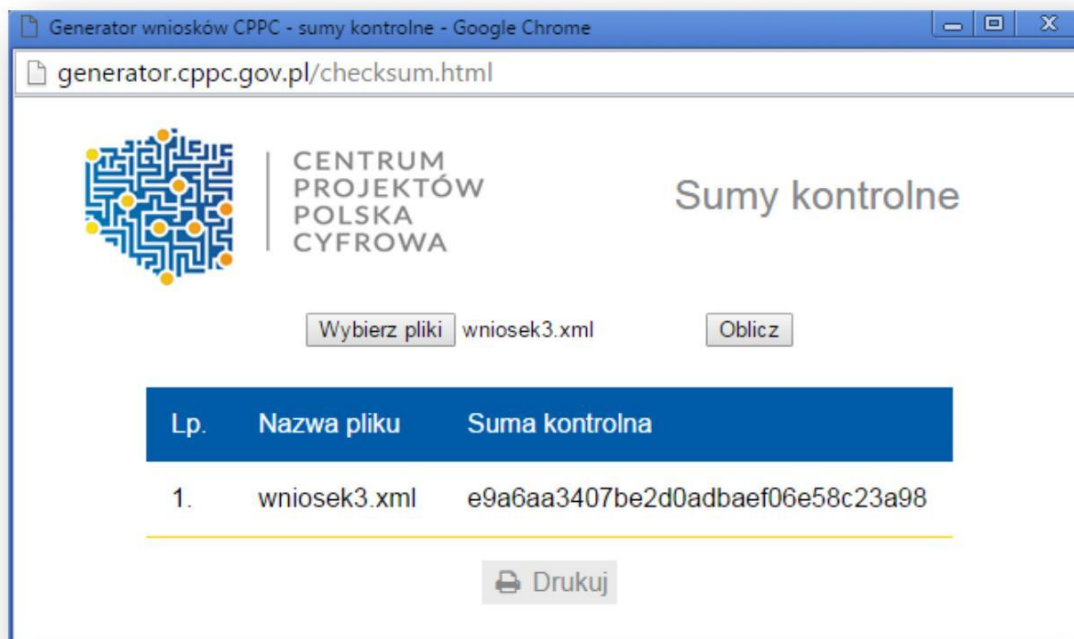 Generator wniosków CPPC - sumy kontrolne - Google Chrome
generator.cppc.gov.pl/checksum.html
CENTRUM
PROJEKTÓW
POLSKA
CYFROWA
Sumy kontrolne
Wybierz pliki wniosek3.xml Oblicz
Lp. Nazwa pliku Suma kontrolna
1. wniosek3.xml e9a6aa3407be2d0adbaef06e58c23a98
Drukuj